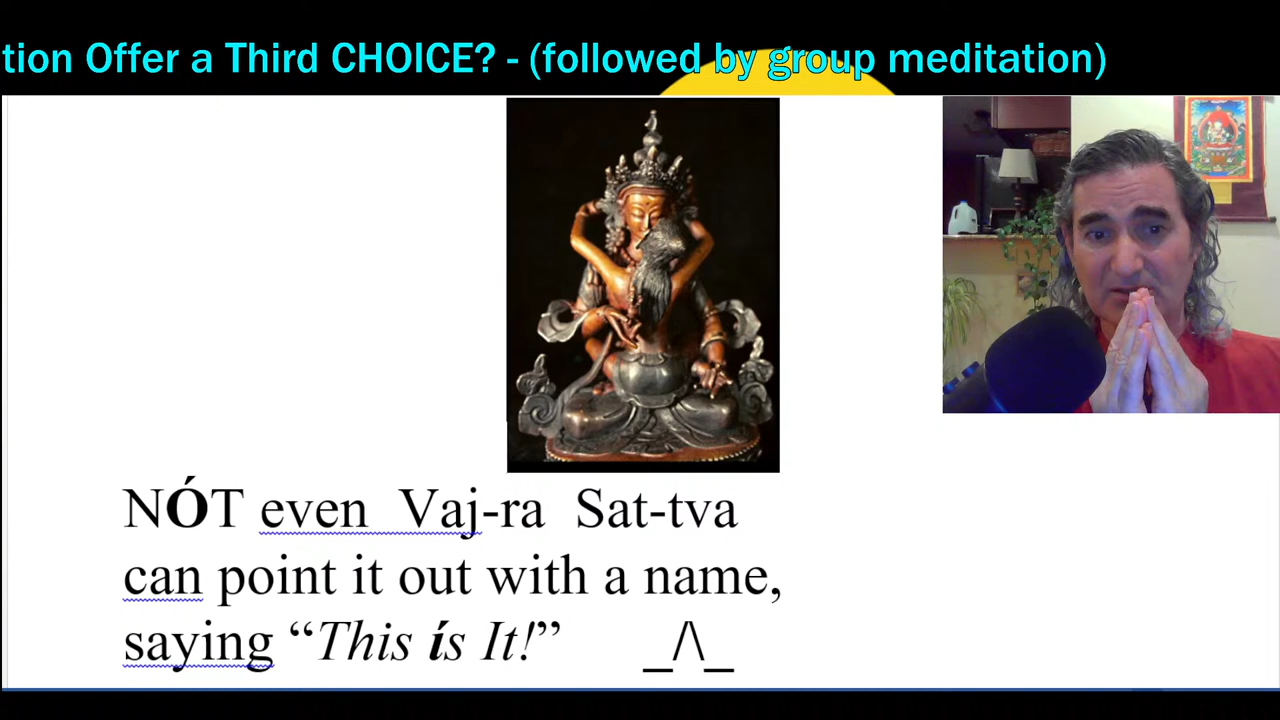 tion Offer a Third CHOICE? - (followed by group meditation)
NÓT even Vaj-ra Sat-tva
can point it out with a name,
saying “This ís It!” _/\_